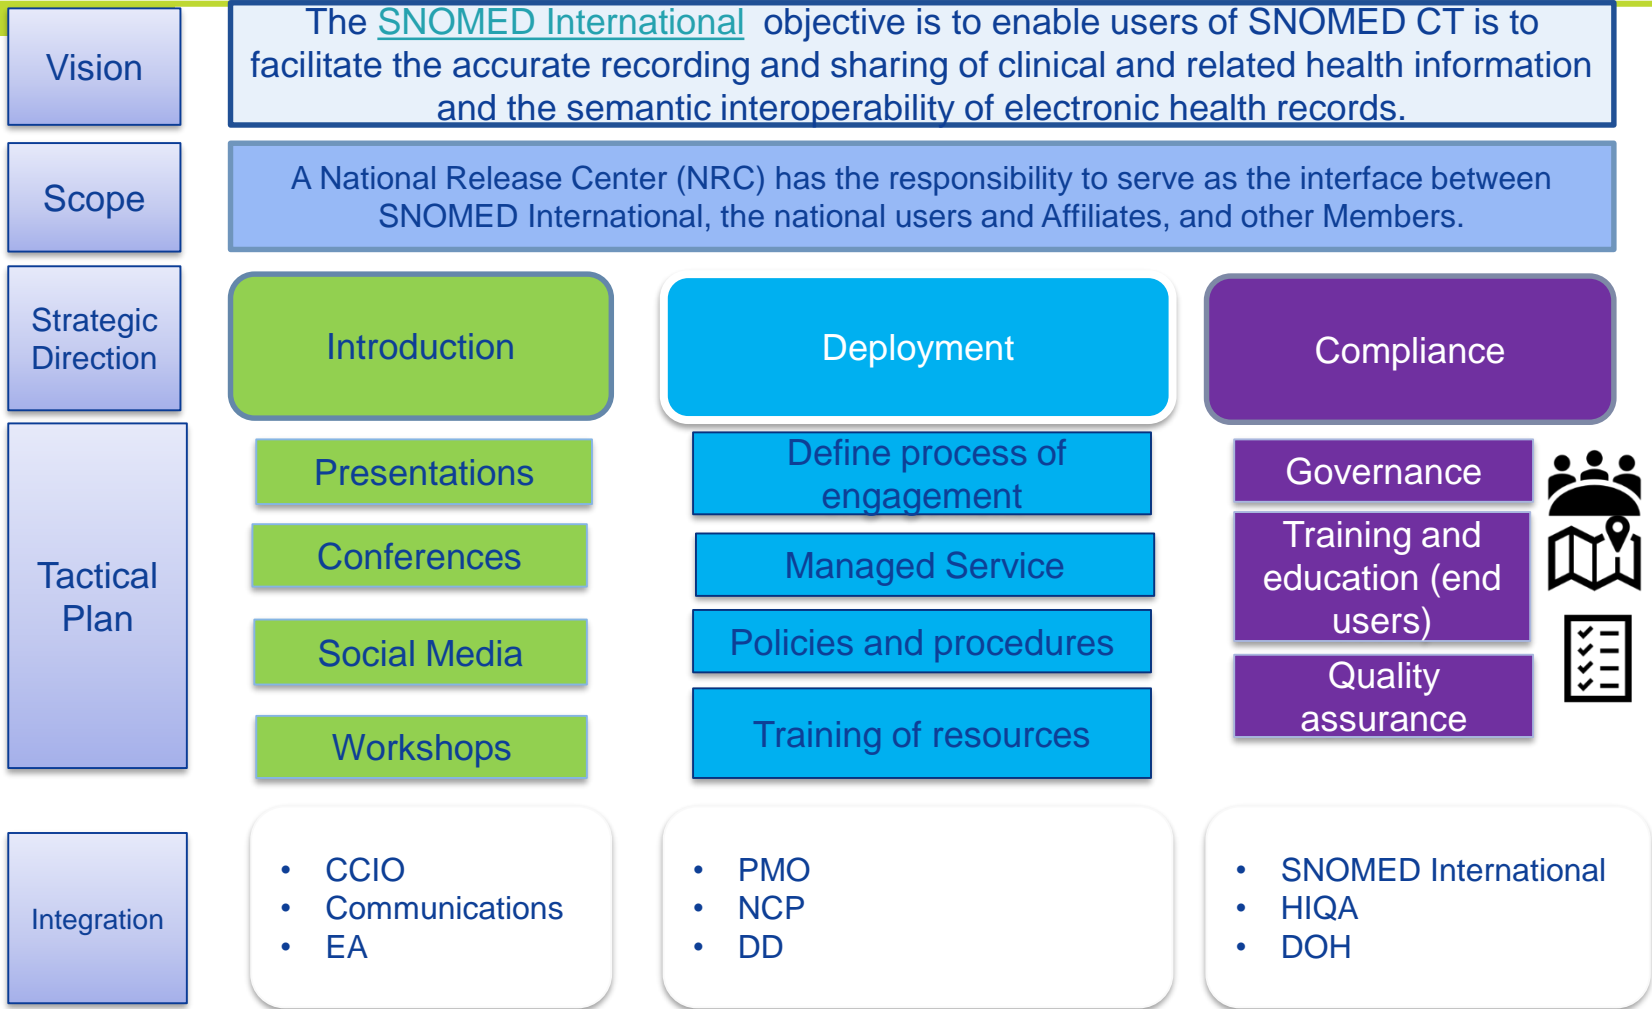 Vision
The SNOMED International objective is to enable users of SNOMED CT is to
facilitate the accurate recording and sharing of clinical and related health information
and the semantic interoperability of electronic health records.
Scope
A National Release Center (NRC) has the responsibility to serve as the interface between
SNOMED International, the national users and Affiliates, and other Members.
Strategic
Direction
Introduction
Deployment
Compliance
Tactical
Plan
Presentations
Conferences
Social Media
Workshops
Define process of
engagement
Managed Service
Policies and procedures
Training of resources
Governance
Training and
education (end
users)
Quality
assurance
Integration
• CCIO
• Communications
• EA
• PMO
• NCP
• DD
• SNOMED International
• HIQA
• DOH